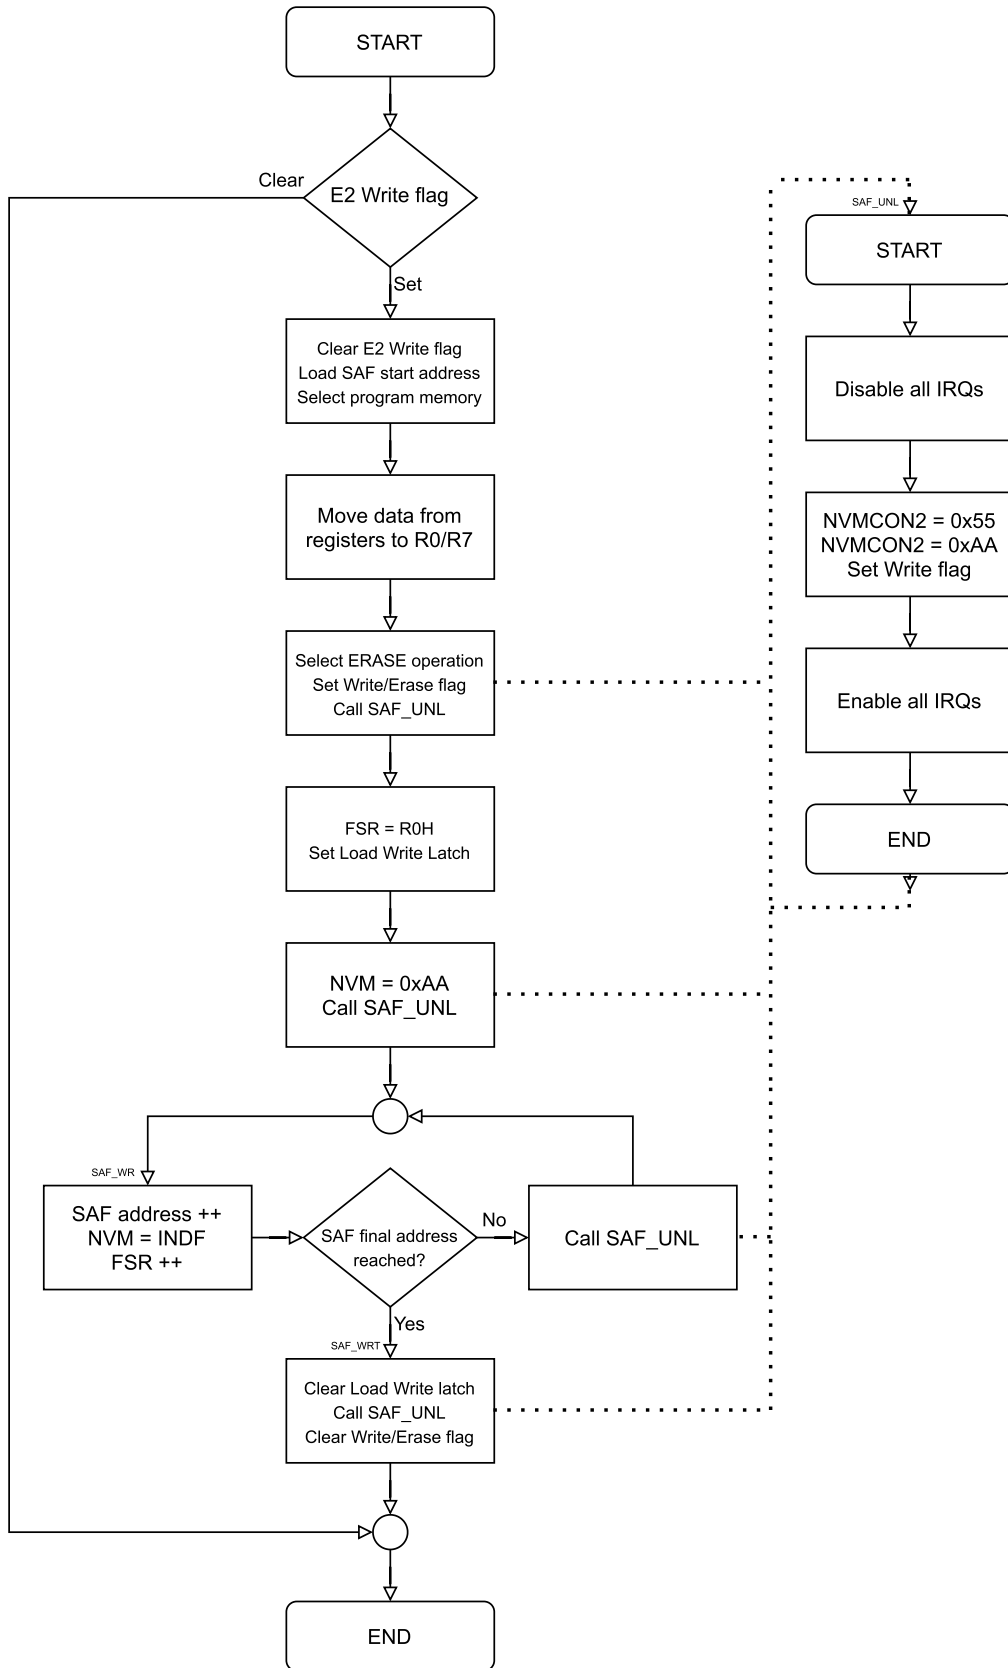 START
E2 Write flag
Clear
Set
Clear E2 Write flag
Load SAF start address
Select program memory
Move data from
registers to R0/R7
Select ERASE operation
Set Write/Erase flag
Call SAF_UNL
FSR = R0H
Set Load Write Latch
NVM = 0xAA
Call SAF_UNL
SAF_WR
SAF address ++
NVM = INDF
FSR ++
SAF final address
reached?
No
Call SAF_UNL
Yes
SAF_WRT
Clear Load Write latch
Call SAF_UNL
Clear Write/Erase flag
END
SAF_UNL
START
Disable all IRQs
NVMCON2 = 0x55
NVMCON2 = 0xAA
Set Write flag
Enable all IRQs
END